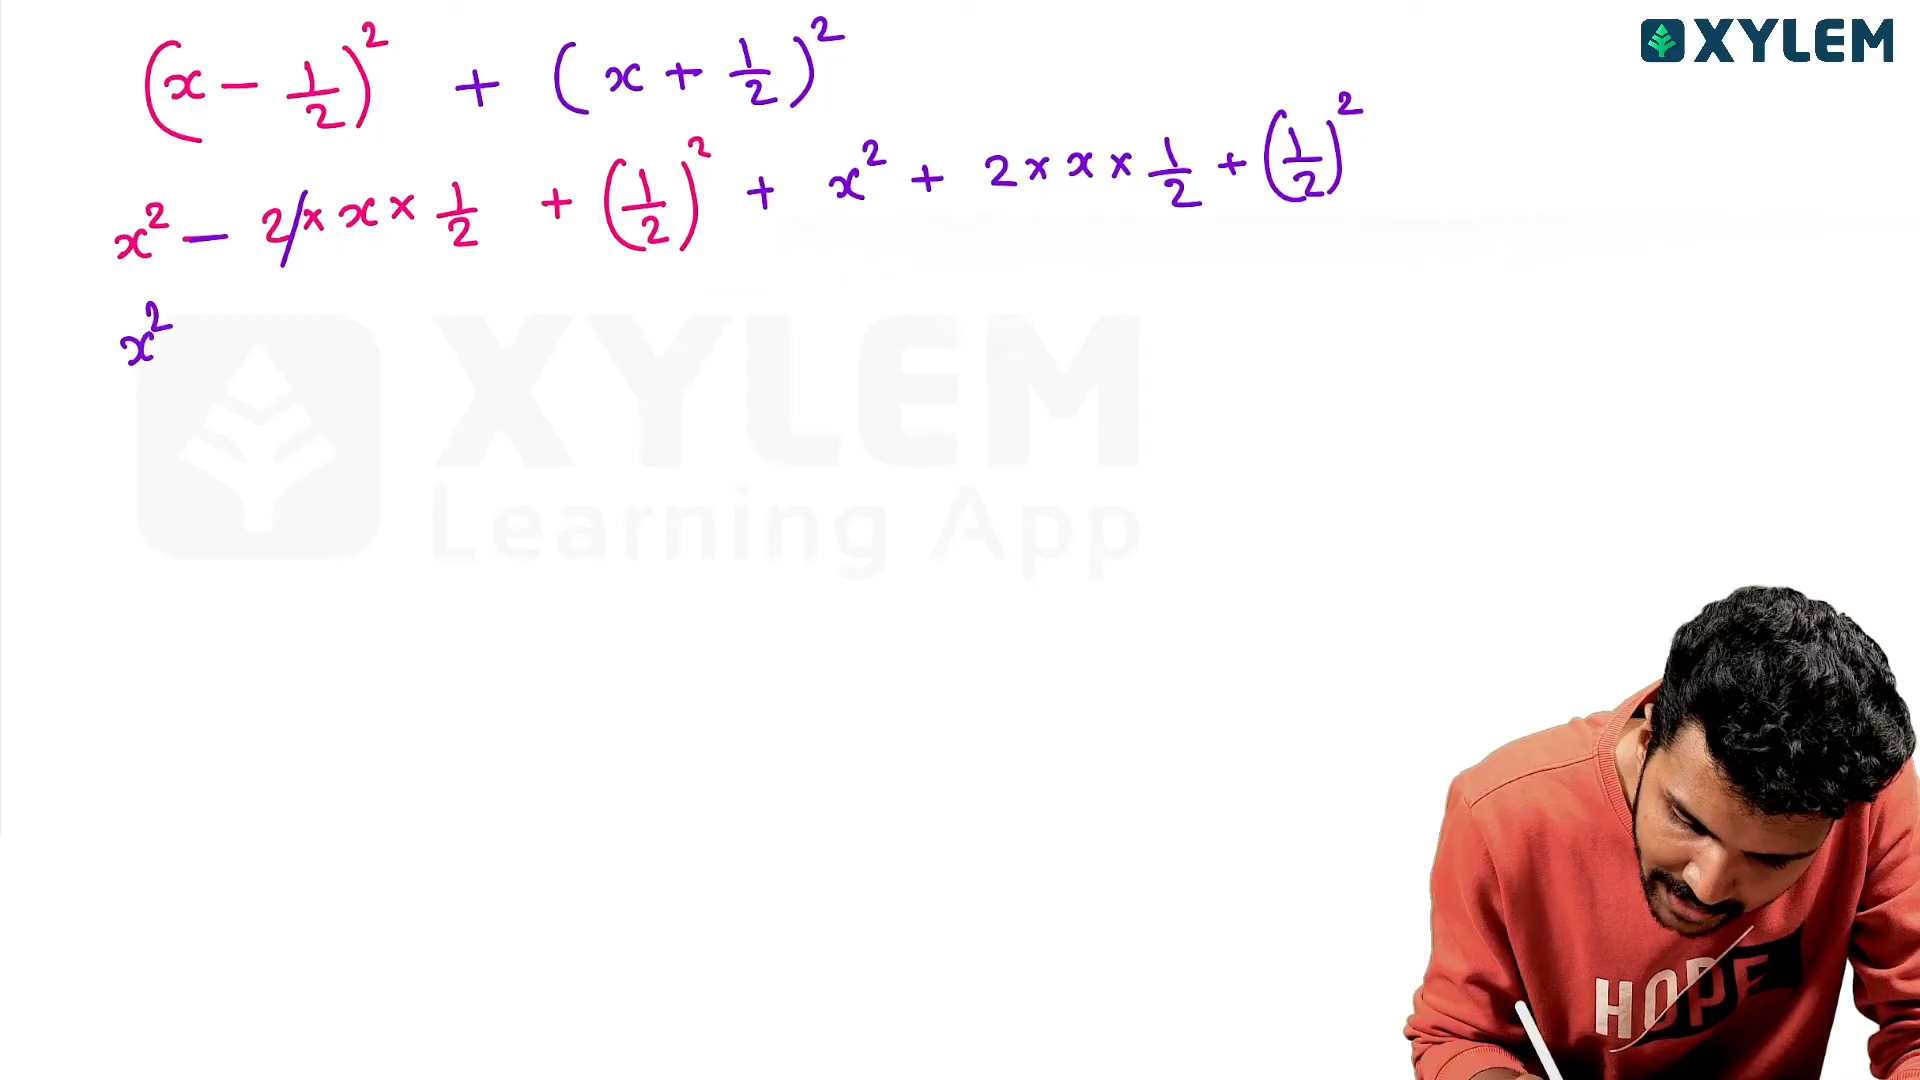 XYLEM
(x - 1/2)² + (x + 1/2)²
x² - 2 × x × 1/2 + (1/2)² + x² + 2 × x × 1/2 + (1/2)²
x²
XYLEM
Learning App
HOPE